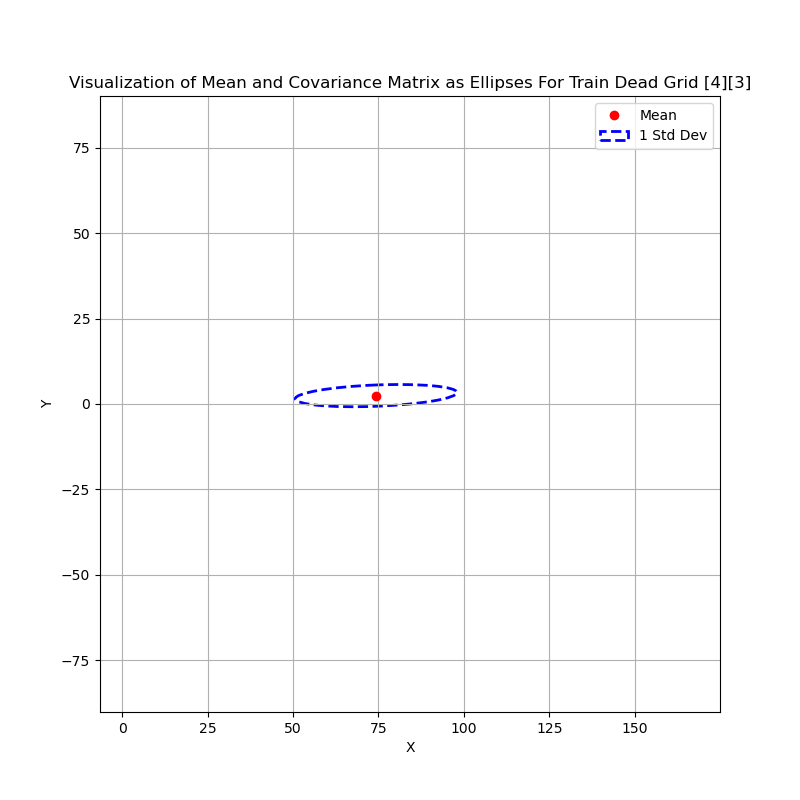 Visualization of Mean and Covariance Matrix as Ellipses For Train Dead Grid [4][3]
Mean
1 Std Dev
75
50
25
0
−25
−50
−75
Y
0 25 50 75 100 125 150
X